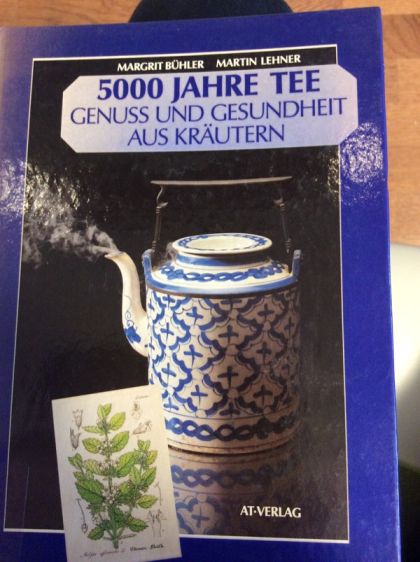 MARGRIT BÜHLER MARTIN LEHNER
5000 JAHRE TEE
GENUSS UND GESUNDHEIT
AUS KRÄUTERN
AT-VERLAG